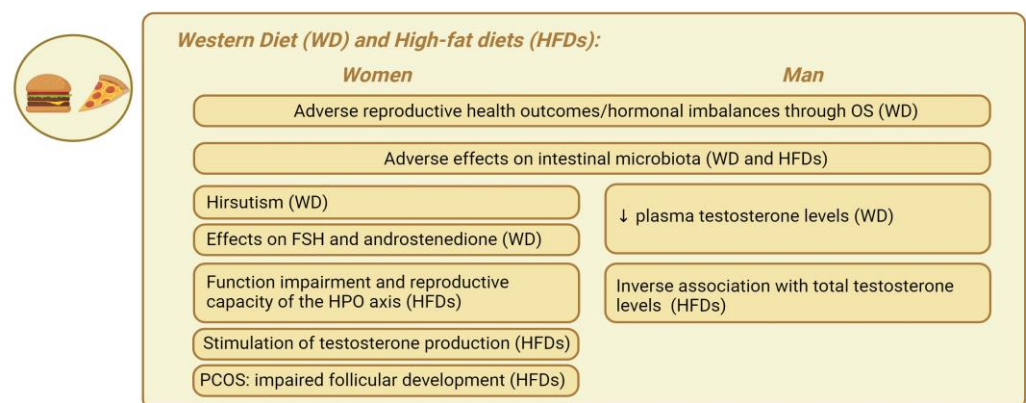 Western Diet (WD) and High-fat diets (HFDs):
Women
Man
Adverse reproductive health outcomes/hormonal imbalances through OS (WD)
Adverse effects on intestinal microbiota (WD and HFDs)
Hirsutism (WD)
Effects on FSH and androstenedione (WD)
Function impairment and reproductive
capacity of the HPO axis (HFDs)
Stimulation of testosterone production (HFDs)
PCOS: impaired follicular development (HFDs)
↓ plasma testosterone levels (WD)
Inverse association with total testosterone
levels (HFDs)